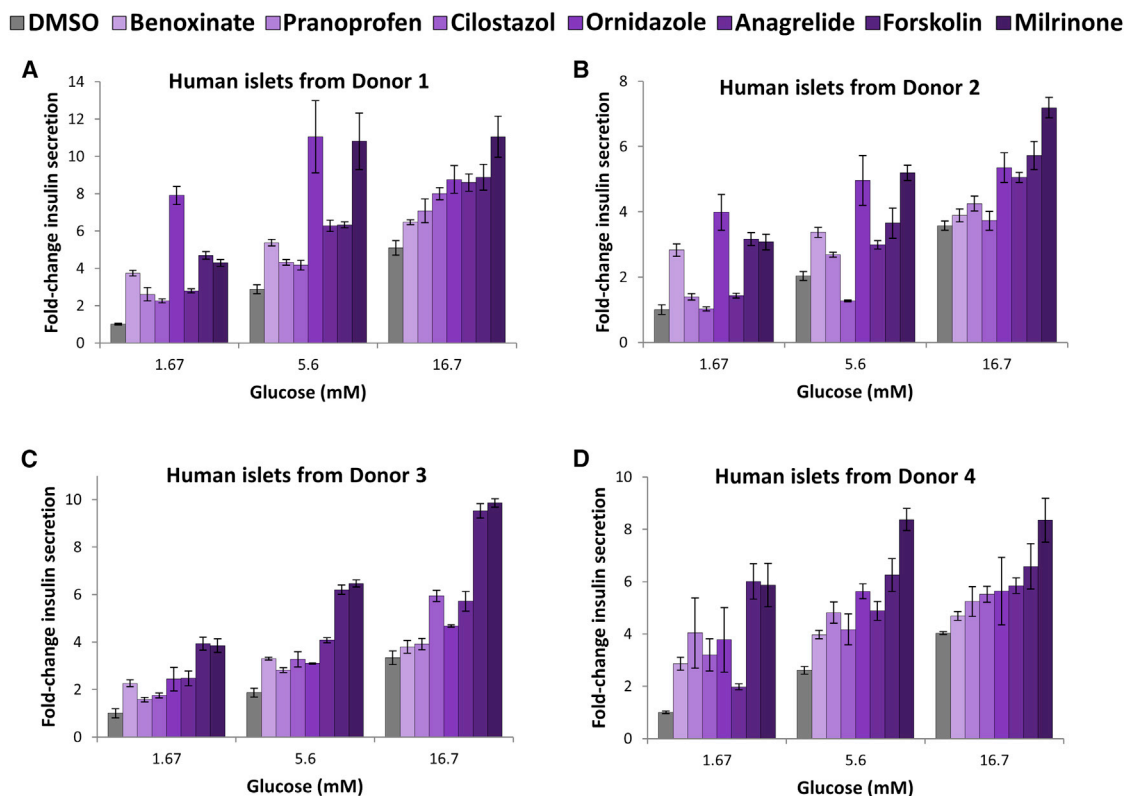 DMSO Benoxinate Pranoprofen Cilostazol Ornidazole Anagrelide Forskolin Milrinone
A
Human islets from Donor 1
Fold-change insulin secretion
14
12
10
8
6
4
2
0
1.67 5.6 16.7
Glucose (mM)
B
Human islets from Donor 2
Fold-change insulin secretion
8
6
4
2
0
1.67 5.6 16.7
Glucose (mM)
C
Human islets from Donor 3
Fold-change insulin secretion
10
8
6
4
2
0
1.67 5.6 16.7
Glucose (mM)
D
Human islets from Donor 4
Fold-change insulin secretion
10
8
6
4
2
0
1.67 5.6 16.7
Glucose (mM)